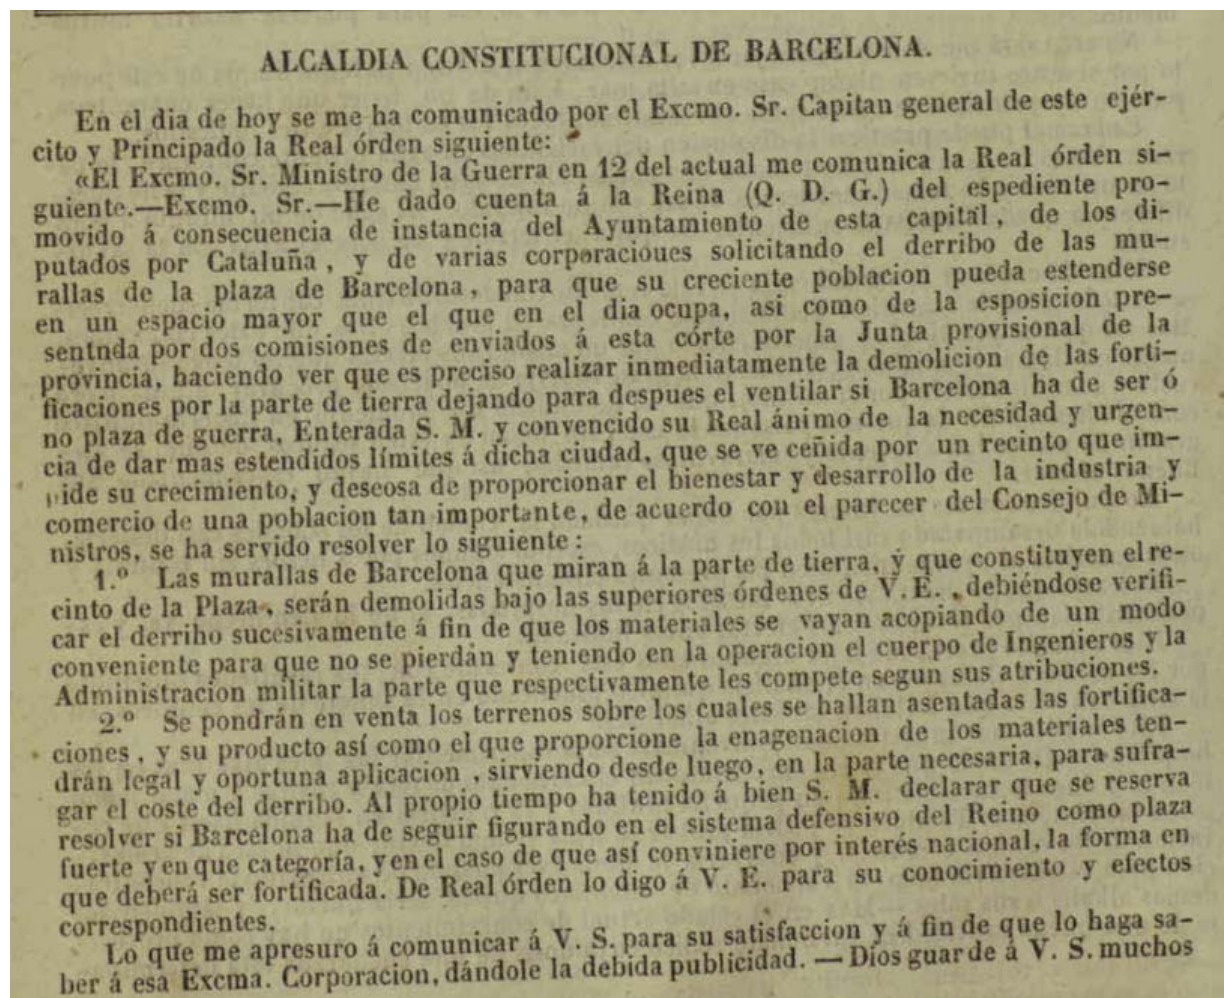 ALCALDIA CONSTITUCIONAL DE BARCELONA.
En el dia de hoy se me ha comunicado por el Excmo. Sr. Capitan general de este ejér-
cito y Principado la Real órden siguiente:
«El Excmo. Sr. Ministro de la Guerra en 12 del actual me comunica la Real órden si-
guiente.—Excmo. Sr.—He dado cuenta á la Reina (Q. D. G.) del espediente pro-
movido á consecuencia de instancia del Ayuntamiento de esta capital, de los di-
putados por Cataluña, y de varias corporacioues solicitando el derribo de las mu-
rallas de la plaza de Barcelona, para que su creciente poblacion pueda estenderse
en un espacio mayor que el que en el dia ocupa, asi como de la esposicion pre-
sentnda por dos comisiones de enviados á esta córte por la Junta provisional de la
provincia, haciendo ver que es preciso realizar inmediatamente la demolicion de las forti-
ficaciones por la parte de tierra dejando para despues el ventilar si Barcelona ha de ser ó
no plaza de guerra, Enterada S. M. y convencido su Real ánimo de la necesidad y urgen-
cia de dar mas estendidos límites á dicha ciudad, que se ve ceñida por un recinto que im-
pide su crecimiento, y deseosa de proporcionar el bienestar y desarrollo de la industria y
comercio de una poblacion tan importante, de acuerdo con el parecer del Consejo de Mi-
nistros, se ha servido resolver lo siguiente:
1.º Las murallas de Barcelona que miran á la parte de tierra, y que constituyen el re-
cinto de la Plaza, serán demolidas bajo las superiores órdenes de V. E., debiéndose verifi-
car el derriho sucesivamente á fin de que los materiales se vayan acopiando de un modo
conveniente para que no se pierdan y teniendo en la operacion el cuerpo de Ingenieros y la
Administracion militar la parte que respectivamente les compete segun sus atribuciones.
2.º Se pondrán en venta los terrenos sobre los cuales se hallan asentadas las fortifica-
ciones, y su producto así como el que proporcione la enagenacion de los materiales ten-
drán legal y oportuna aplicacion, sirviendo desde luego, en la parte necesaria, para sufra-
gar el coste del derribo. Al propio tiempo ha tenido á bien S. M. declarar que se reserva
resolver si Barcelona ha de seguir figurando en el sistema defensivo del Reino como plaza
fuerte y en que categoría, y en el caso de que así conviniere por interés nacional, la forma en
que deberá ser fortificada. De Real órden lo digo á V. E. para su conocimiento y efectos
correspondientes.
Lo que me apresuro á comunicar á V. S. para su satisfaccion y á fin de que lo haga sa-
ber á esa Excma. Corporacion, dándole la debida publicidad. — Dios guarde á V. S. muchos